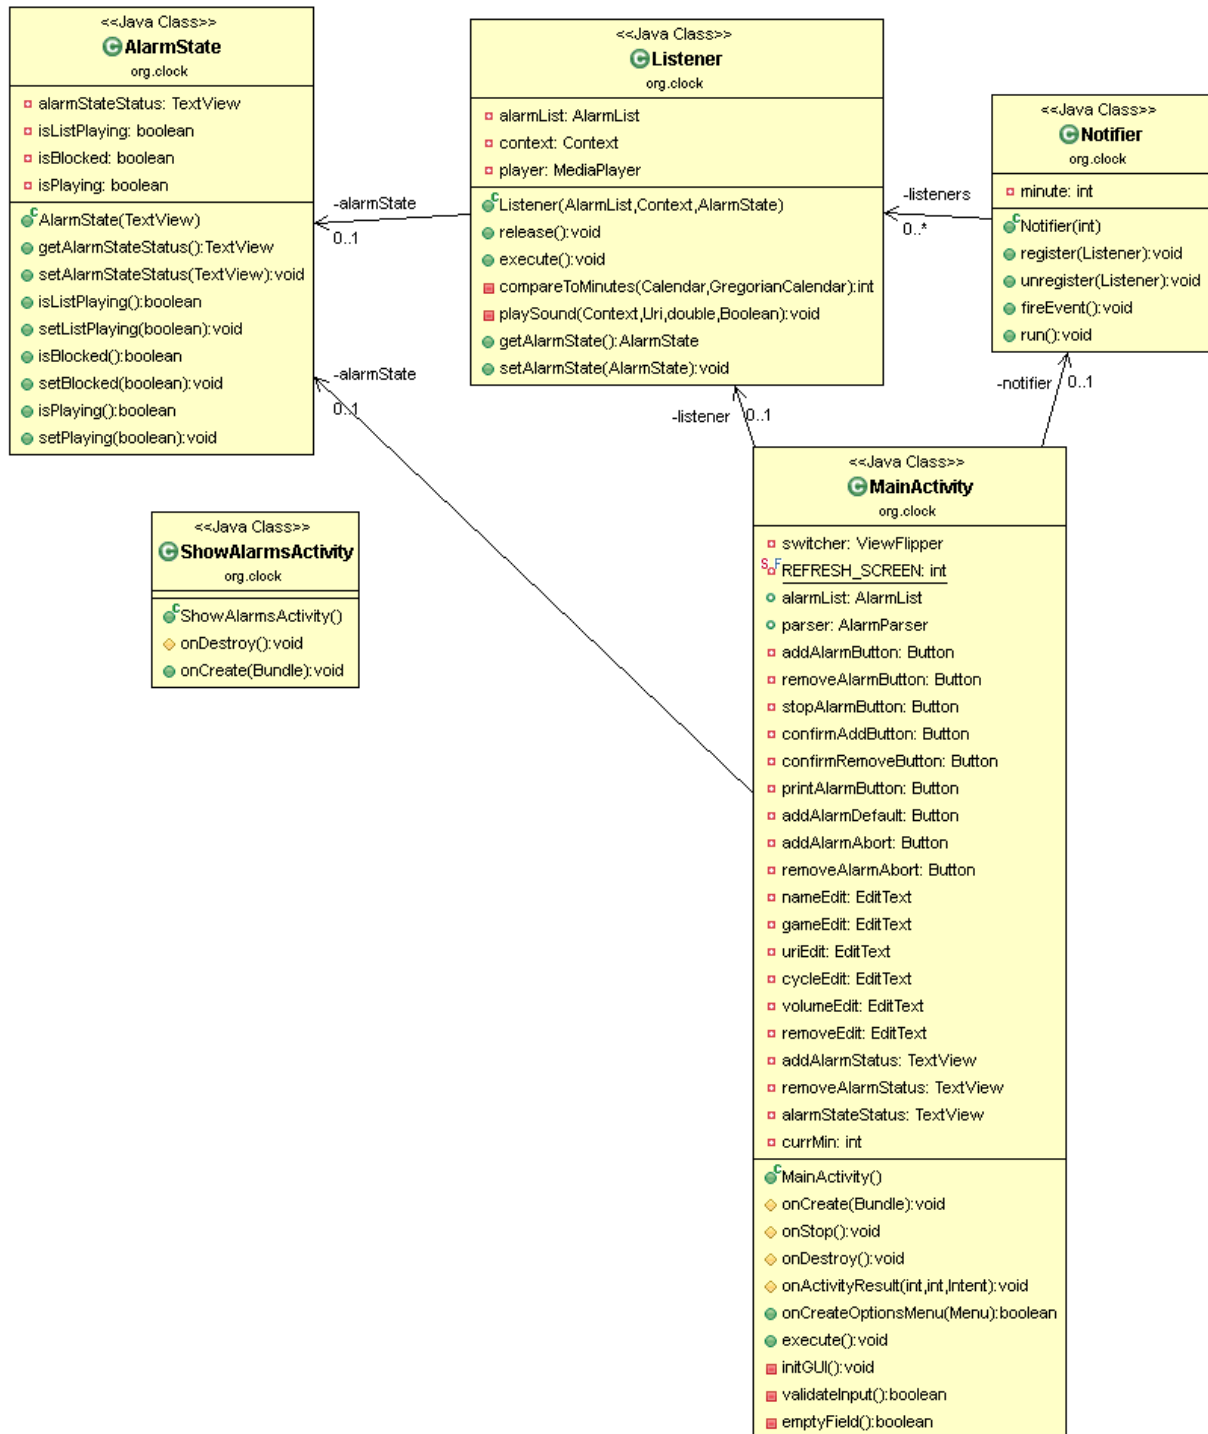 <<Java Class>>
AlarmState
org.clock
alarmStateStatus: TextView
isListPlaying: boolean
isBlocked: boolean
isPlaying: boolean
AlarmState(TextView)
getAlarmStateStatus():TextView
setAlarmStateStatus(TextView):void
isListPlaying():boolean
setListPlaying(boolean):void
isBlocked():boolean
setBlocked(boolean):void
isPlaying():boolean
setPlaying(boolean):void
-alarmState
0..1
-alarmState
0..1
<<Java Class>>
Listener
org.clock
alarmList: AlarmList
context: Context
player: MediaPlayer
Listener(AlarmList,Context,AlarmState)
release():void
execute():void
compareToMinutes(Calendar,GregorianCalendar):int
playSound(Context,Uri,double,Boolean):void
getAlarmState():AlarmState
setAlarmState(AlarmState):void
-listeners
0..*
<<Java Class>>
Notifier
org.clock
minute: int
Notifier(int)
register(Listener):void
unregister(Listener):void
fireEvent():void
run():void
-listener 0..1
-notifier 0..1
<<Java Class>>
ShowAlarmsActivity
org.clock
ShowAlarmsActivity()
onDestroy():void
onCreate(Bundle):void
<<Java Class>>
MainActivity
org.clock
switcher: ViewFlipper
REFRESH_SCREEN: int
alarmList: AlarmList
parser: AlarmParser
addAlarmButton: Button
removeAlarmButton: Button
stopAlarmButton: Button
confirmAddButton: Button
confirmRemoveButton: Button
printAlarmButton: Button
addAlarmDefault: Button
addAlarmAbort: Button
removeAlarmAbort: Button
nameEdit: EditText
gameEdit: EditText
uriEdit: EditText
cycleEdit: EditText
volumeEdit: EditText
removeEdit: EditText
addAlarmStatus: TextView
removeAlarmStatus: TextView
alarmStateStatus: TextView
currMin: int
MainActivity()
onCreate(Bundle):void
onStop():void
onDestroy():void
onActivityResult(int,int,Intent):void
onCreateOptionsMenu(Menu):boolean
execute():void
initGUI():void
validateInput():boolean
emptyField():boolean